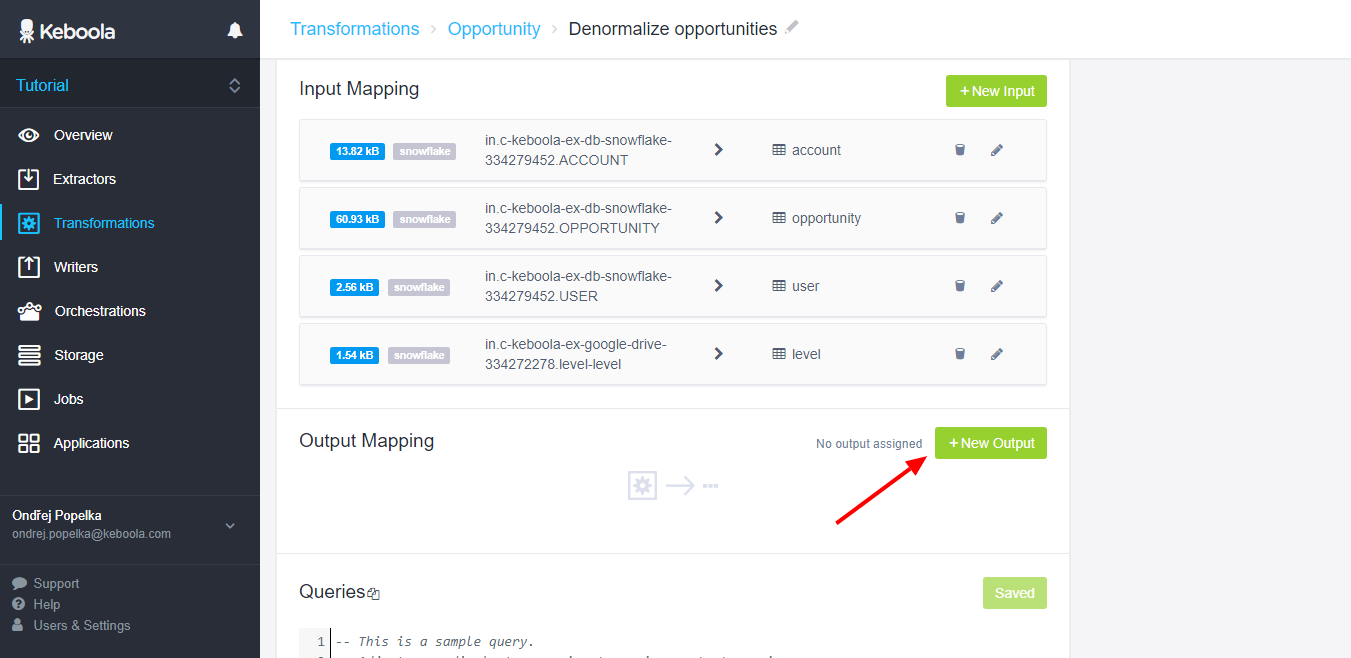 Keboola
Transformations › Opportunity › Denormalize opportunities
Tutorial
Overview
Extractors
Transformations
Writers
Orchestrations
Storage
Jobs
Applications
Ondřej Popelka
ondrej.popelka@keboola.com
Support
Help
Users & Settings
Input Mapping
+ New Input
13.82 kB snowflake in.c-keboola-ex-db-snowflake-
334279452.ACCOUNT
account
60.93 kB snowflake in.c-keboola-ex-db-snowflake-
334279452.OPPORTUNITY
opportunity
2.56 kB snowflake in.c-keboola-ex-db-snowflake-
334279452.USER
user
1.54 kB snowflake in.c-keboola-ex-google-drive-
334272278.level-level
level
Output Mapping
No output assigned
+ New Output
Queries
Saved
1 -- This is a sample query.